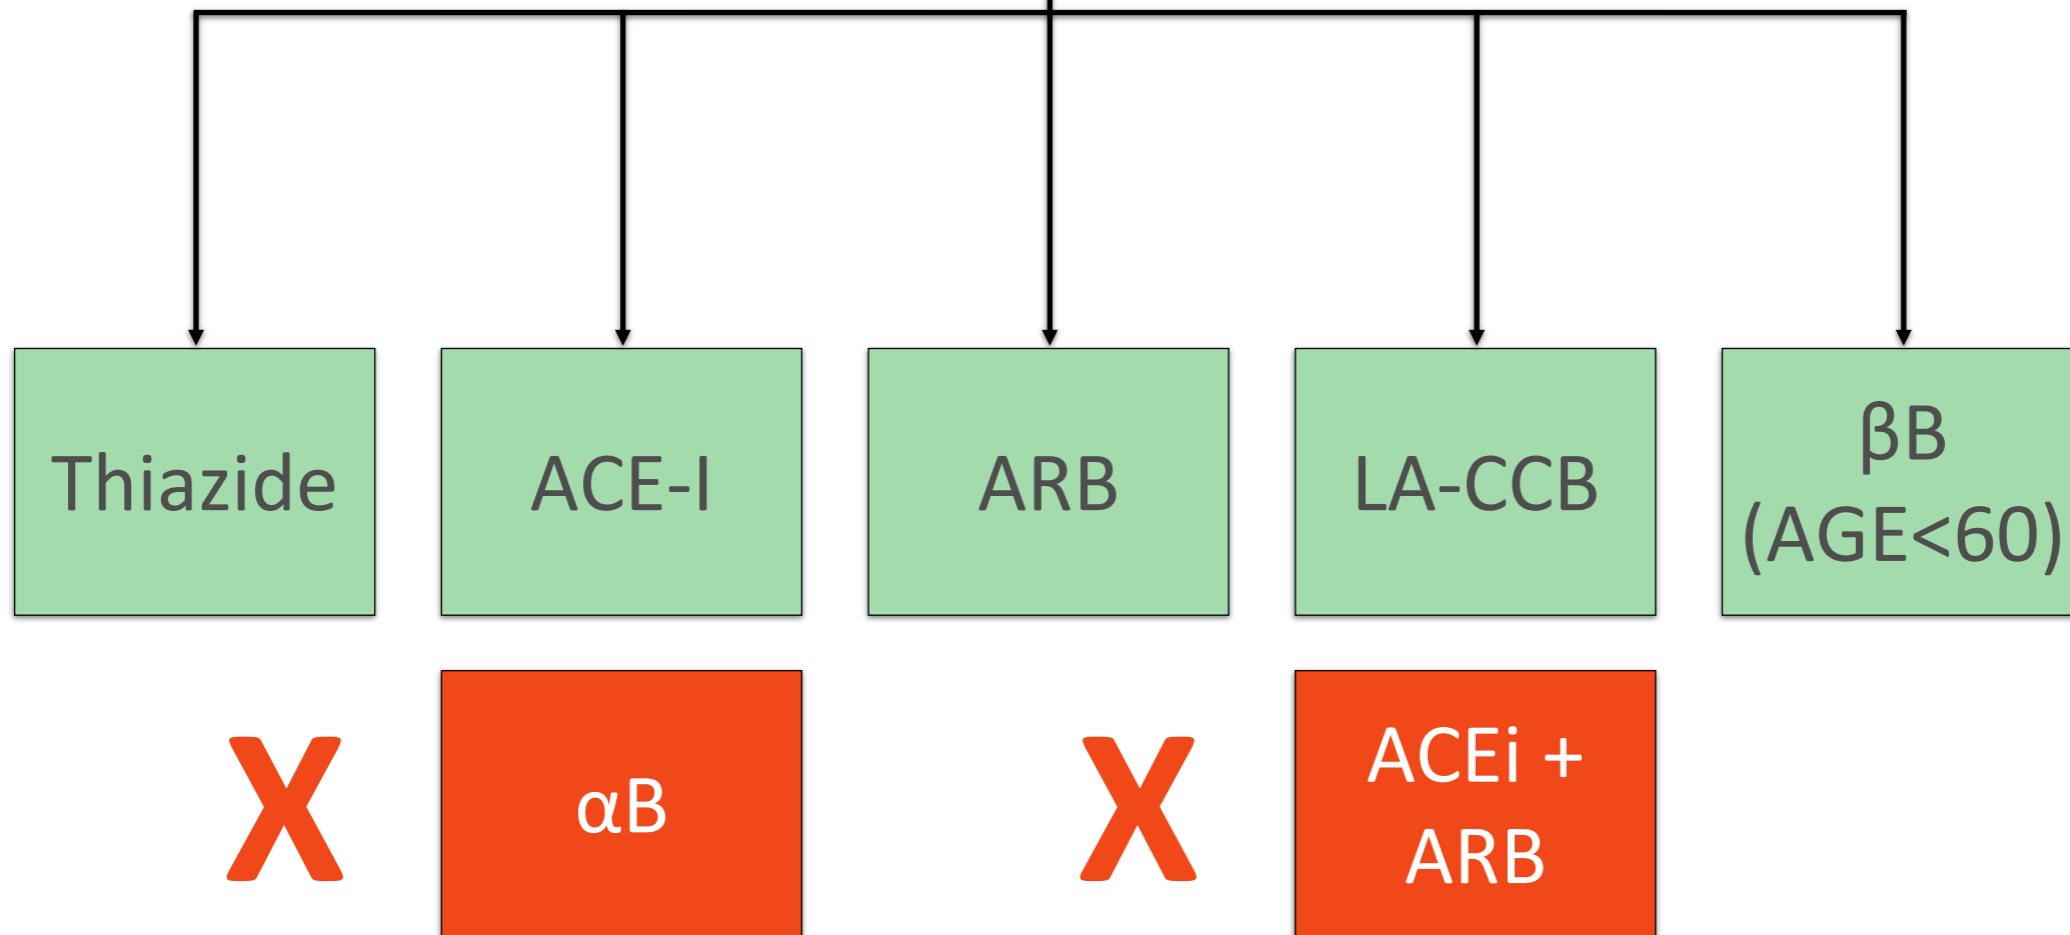 Thiazide
ACE-I
ARB
LA-CCB
βB
(AGE<60)
X
αB
X
ACEi +
ARB